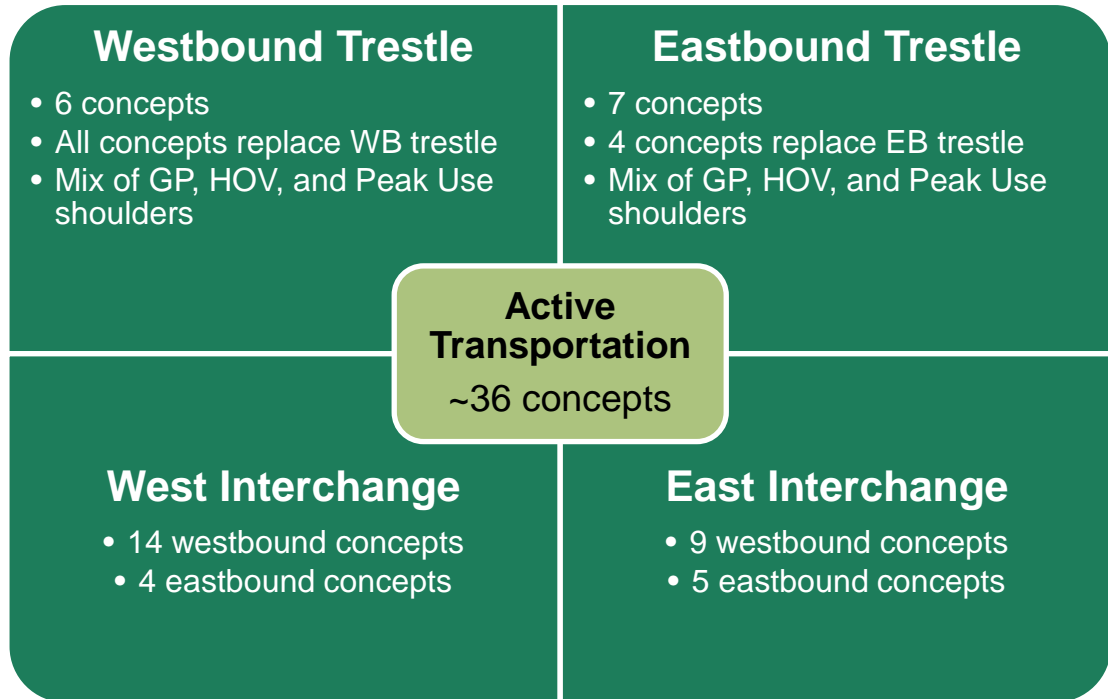 Westbound Trestle
• 6 concepts
• All concepts replace WB trestle
• Mix of GP, HOV, and Peak Use
shoulders
Eastbound Trestle
• 7 concepts
• 4 concepts replace EB trestle
• Mix of GP, HOV, and Peak Use
shoulders
Active
Transportation
~36 concepts
West Interchange
• 14 westbound concepts
• 4 eastbound concepts
East Interchange
• 9 westbound concepts
• 5 eastbound concepts